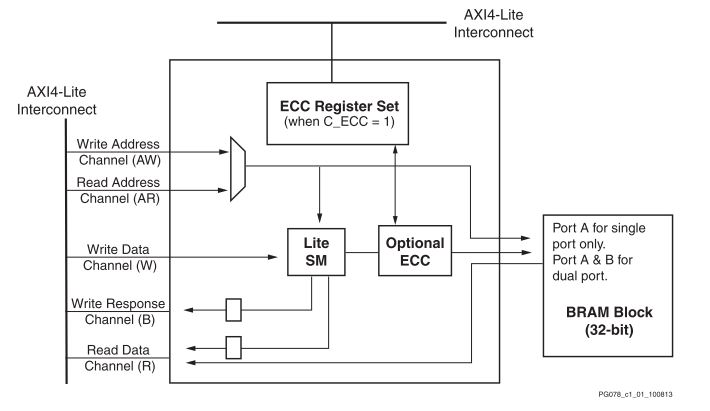 AXI4-Lite
Interconnect
AXI4-Lite
Interconnect
ECC Register Set
(when C_ECC = 1)
Write Address
Channel (AW)
Read Address
Channel (AR)
Write Data
Channel (W)
Lite
SM
Optional
ECC
Port A for single
port only.
Port A & B for
dual port.
BRAM Block
(32-bit)
Write Response
Channel (B)
Read Data
Channel (R)
PG078_c1_01_100813